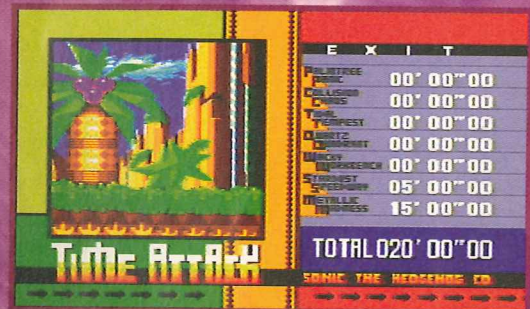 EXIT
PALMTREE PANIC 00' 00"00
COLLISION CHAOS 00' 00"00
TIDAL TEMPEST 00' 00"00
QUARTZ QUADRANT 00' 00"00
WACKY WORKBENCH 00' 00"00
STARDUST SPEEDWAY 05' 00"00
METALLIC MADNESS 15' 00"00
TOTAL 020' 00"00
TIME ATTACK
SONIC THE HEDGEHOG CD